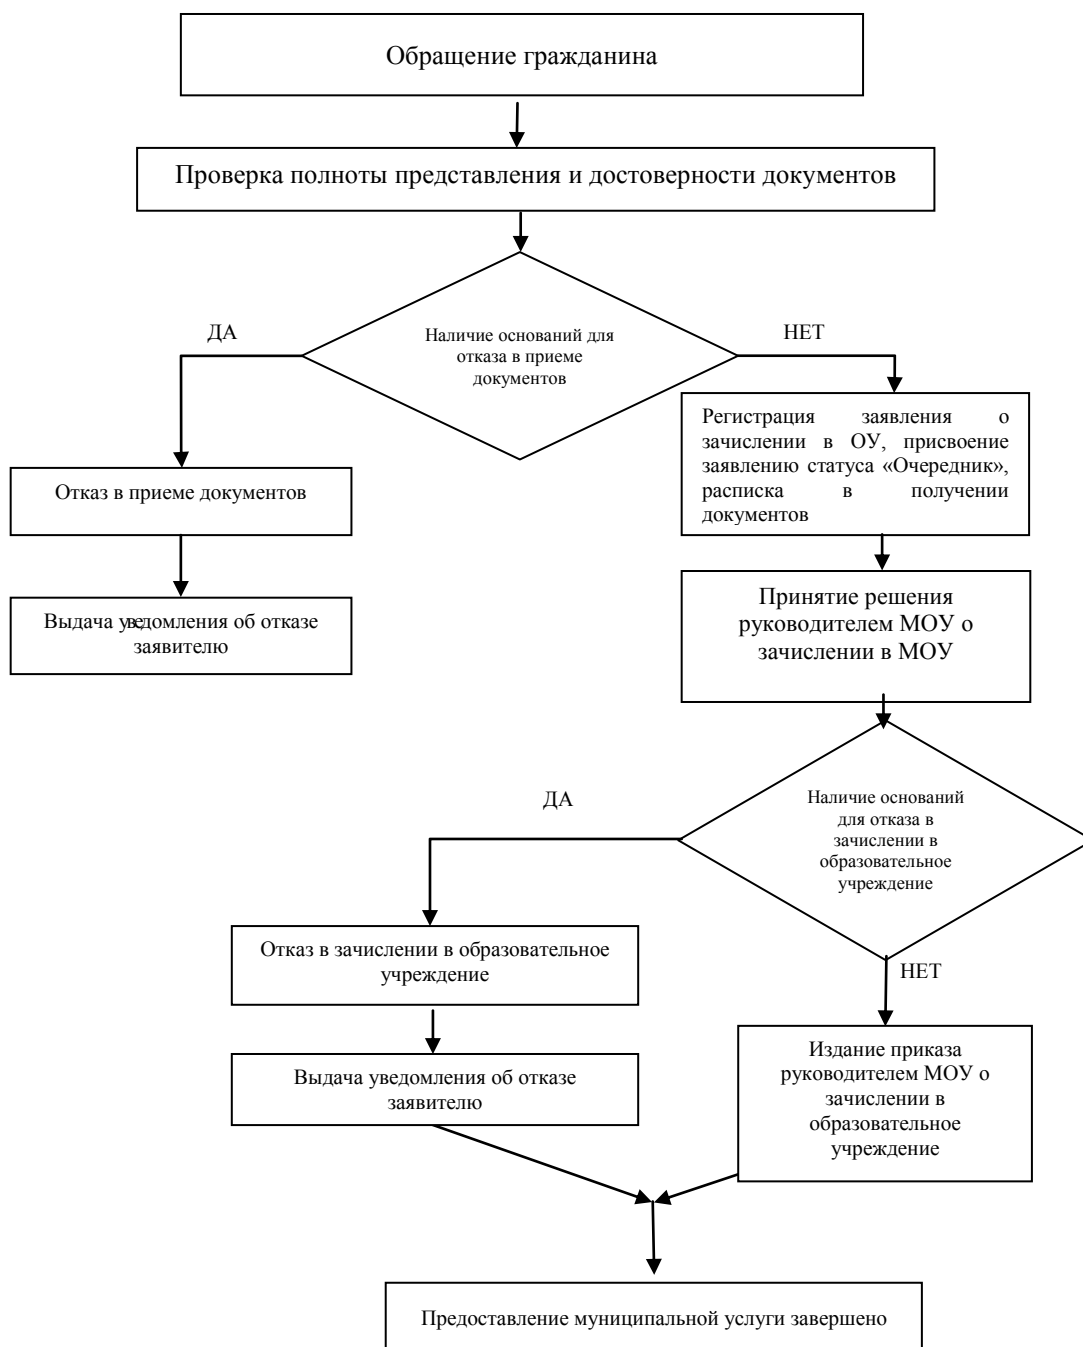 Обращение гражданина
Проверка полноты представления и достоверности документов
ДА
НЕТ
Наличие оснований для
отказа в приеме
документов
Регистрация заявления о
зачислении в ОУ, присвоение
заявлению статуса «Очередник»,
расписка в получении
документов
Отказ в приеме документов
Выдача уведомления об отказе
заявителю
Принятие решения
руководителем МОУ о
зачислении в МОУ
ДА
Наличие оснований
для отказа в
зачислении в
образовательное
учреждение
Отказ в зачислении в образовательное
учреждение
НЕТ
Выдача уведомления об отказе
заявителю
Издание приказа
руководителем МОУ о
зачислении в
образовательное
учреждение
Предоставление муниципальной услуги завершено